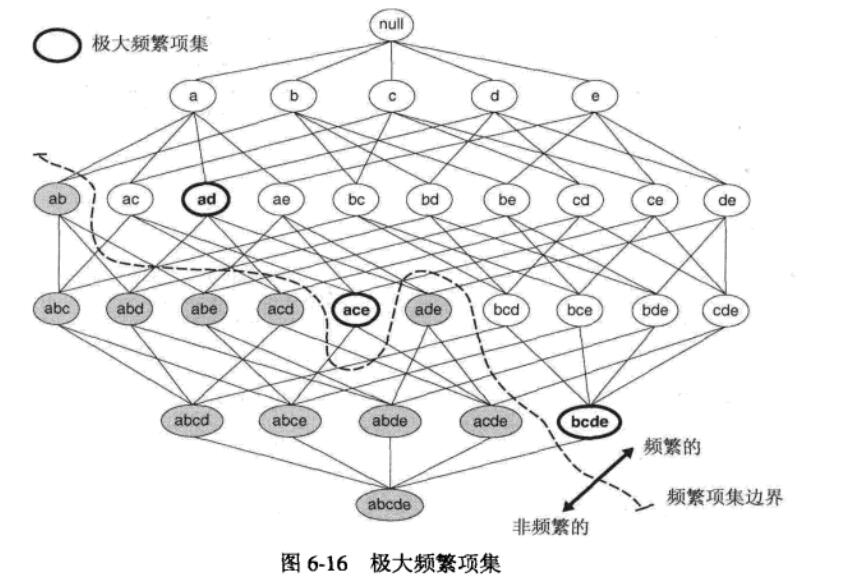 null
极大频繁项集
a b c d e
ab ac ad ae bc bd be cd ce de
abc abd abe acd ace ade bcd bce bde cde
abcd abce abde acde bcde
频繁的
频繁项集边界
abcde
非频繁的
图 6-16 极大频繁项集